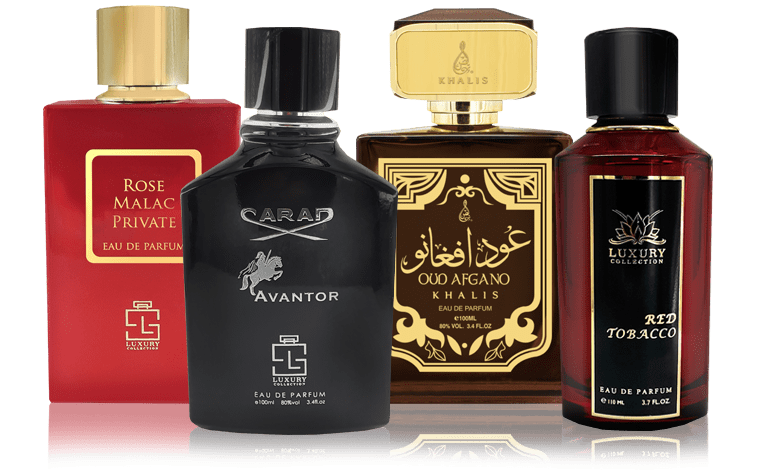 ROSE
MALAC
PRIVATE
EAU DE PARFUM
LUXURY
COLLECTION
CARAD
AVANTOR
LUXURY
COLLECTION
EAU DE PARFUM
e100ml 80%vol 3.4fl.oz
KHALIS
عود افغانو
OUD AFGANO
KHALIS
EAU DE PARFUM
e100ML
80% VOL. 3.4 FL.OZ
LUXURY
COLLECTION
RED
TOBACCO
EAU DE PARFUM
e 110 ML 3.7 FL.OZ.